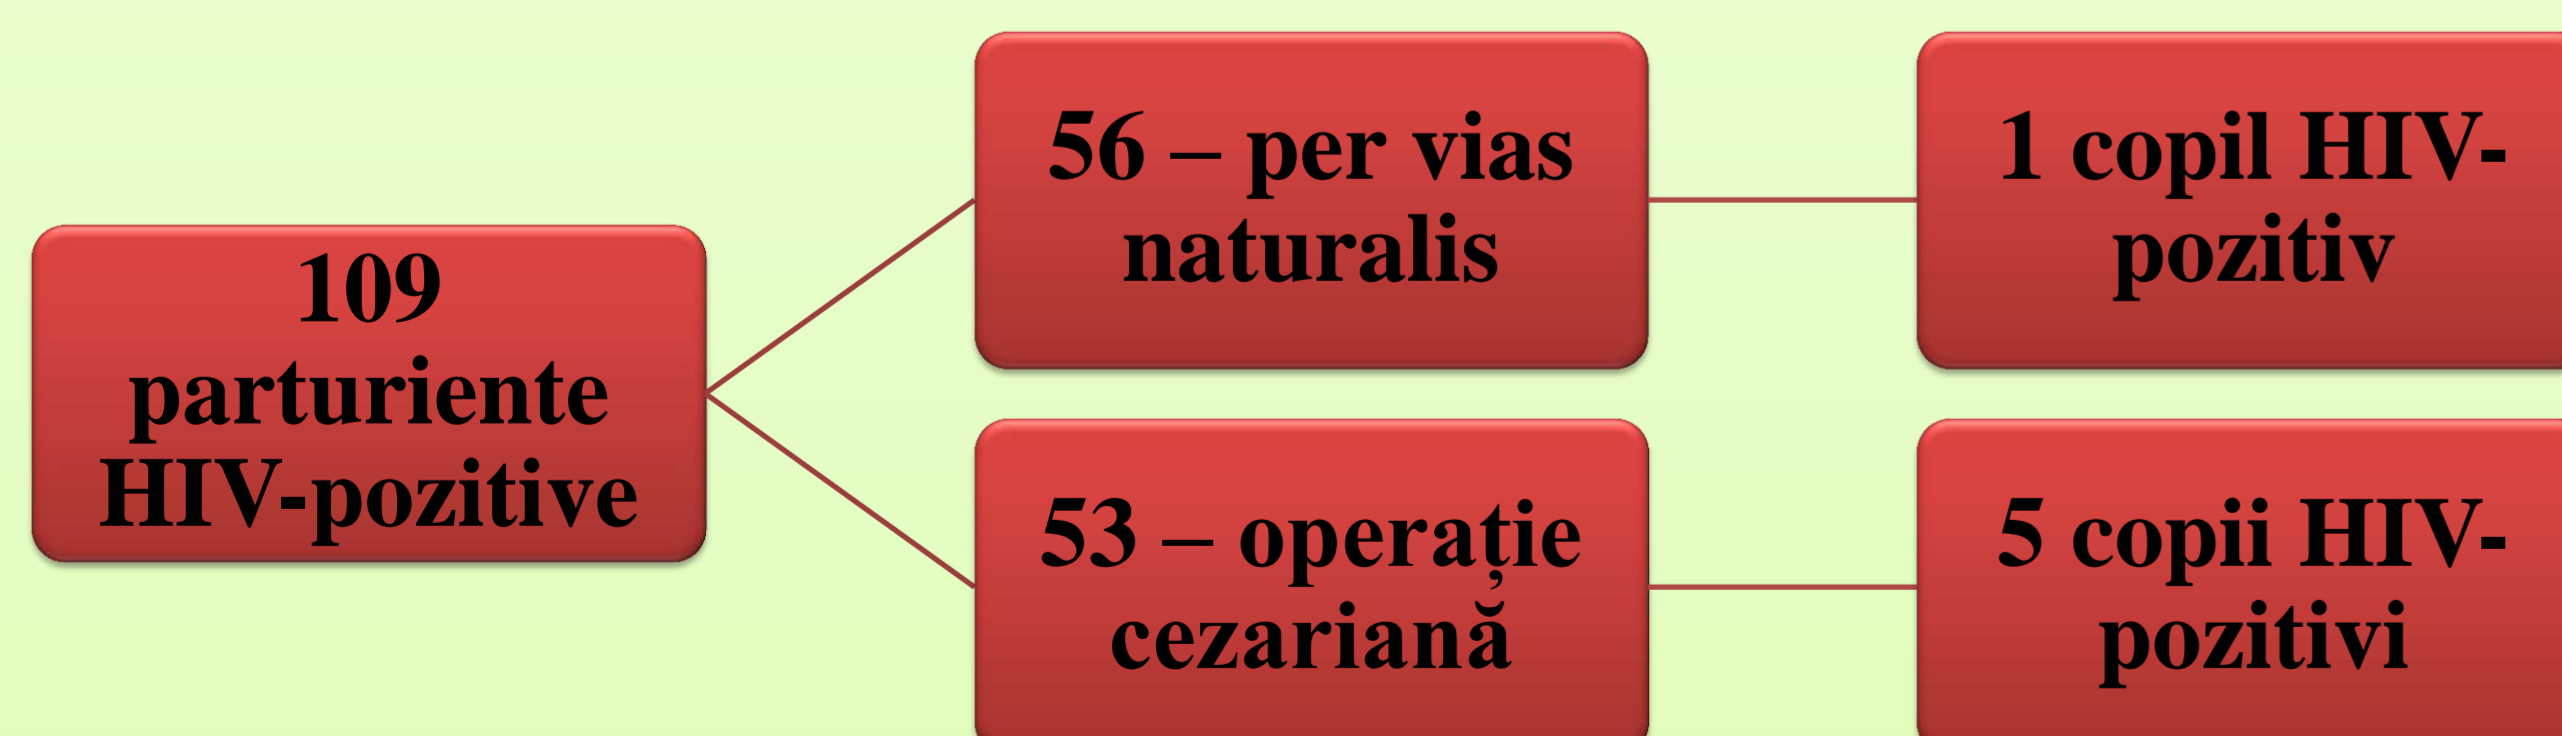 109
parturiente
HIV-pozitive
56 – per vias
naturalis
1 copil HIV-
pozitiv
53 – operație
cezariană
5 copii HIV-
pozitivi